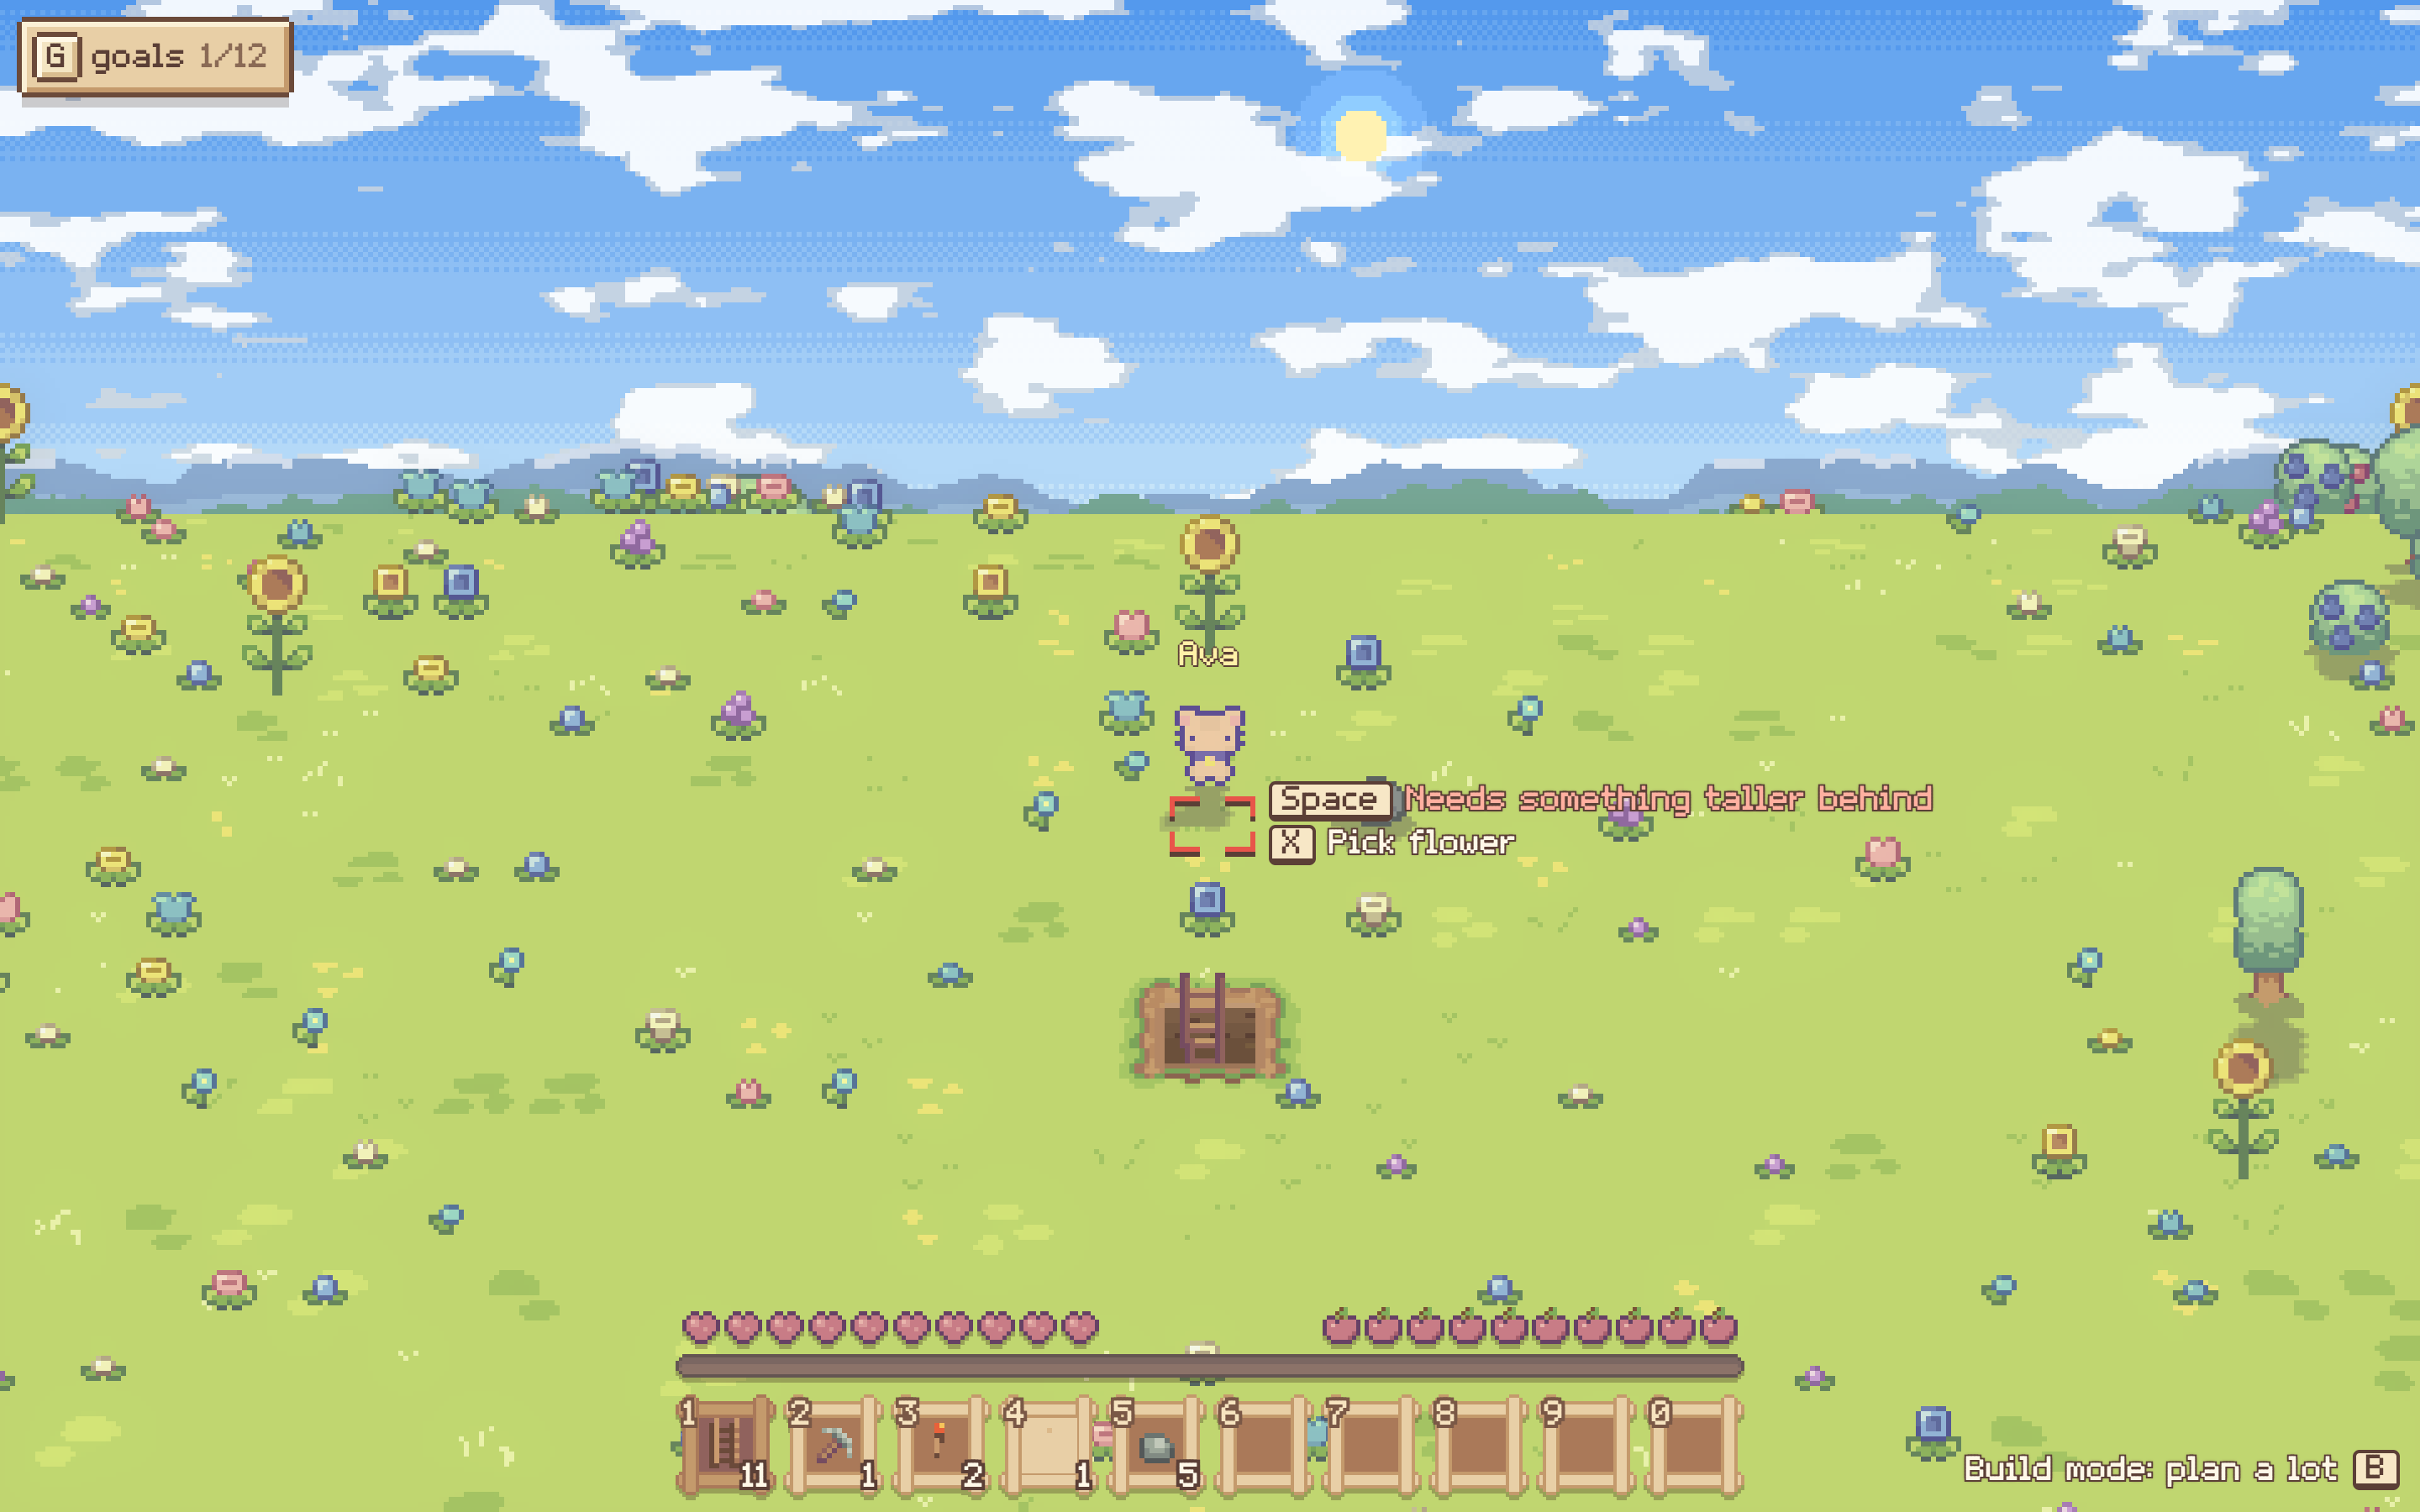 G goals 1/12
Ava
Space Needs something taller behind
X Pick flower
1 2 3 4 5 6 7 8 9 0
11 1 2 1 5
Build mode: plan a lot B